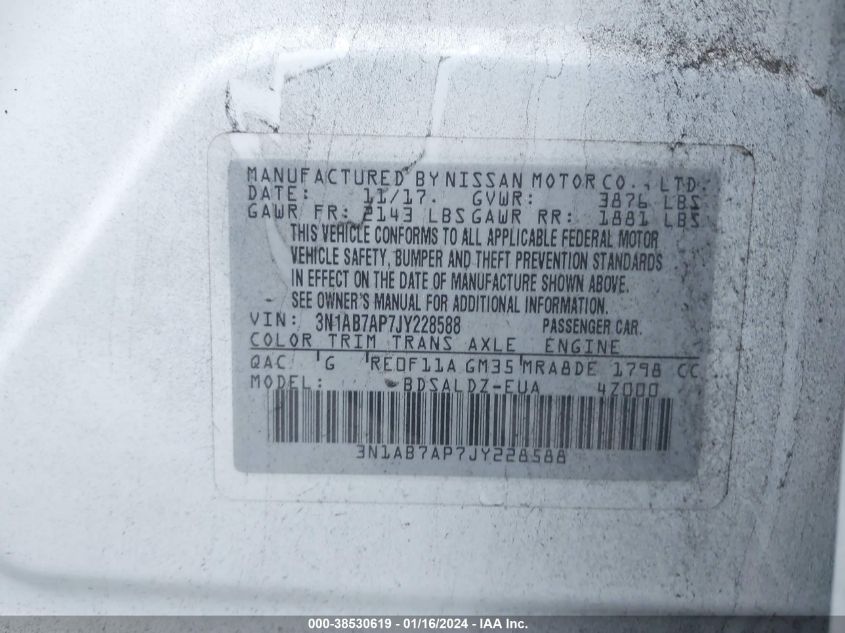 MANUFACTURED BY NISSAN MOTOR CO., LTD.
DATE: 11/17. GVWR: 3876 LBS
GAWR FR: 2143 LBS GAWR RR: 1881 LBS
THIS VEHICLE CONFORMS TO ALL APPLICABLE FEDERAL MOTOR
VEHICLE SAFETY, BUMPER AND THEFT PREVENTION STANDARDS
IN EFFECT ON THE DATE OF MANUFACTURE SHOWN ABOVE.
SEE OWNER'S MANUAL FOR ADDITIONAL INFORMATION.
VIN: 3N1AB7AP7JY228588 PASSENGER CAR.
COLOR TRIM TRANS AXLE ENGINE
QAC G RE0F11A GM35 MRA8DE 1798 CC
MODEL: BDSALDZ-EUA 4Z000
3N1AB7AP7JY228588
000-38530619 - 01/16/2024 - IAA Inc.